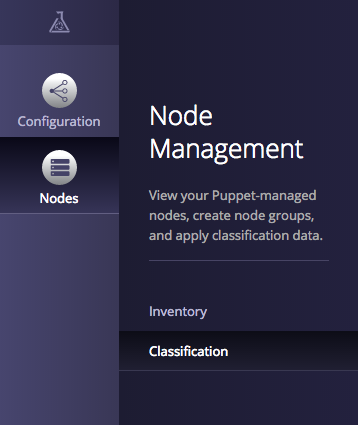 Configuration
Nodes
Node
Management
View your Puppet-managed
nodes, create node groups,
and apply classification data.
Inventory
Classification